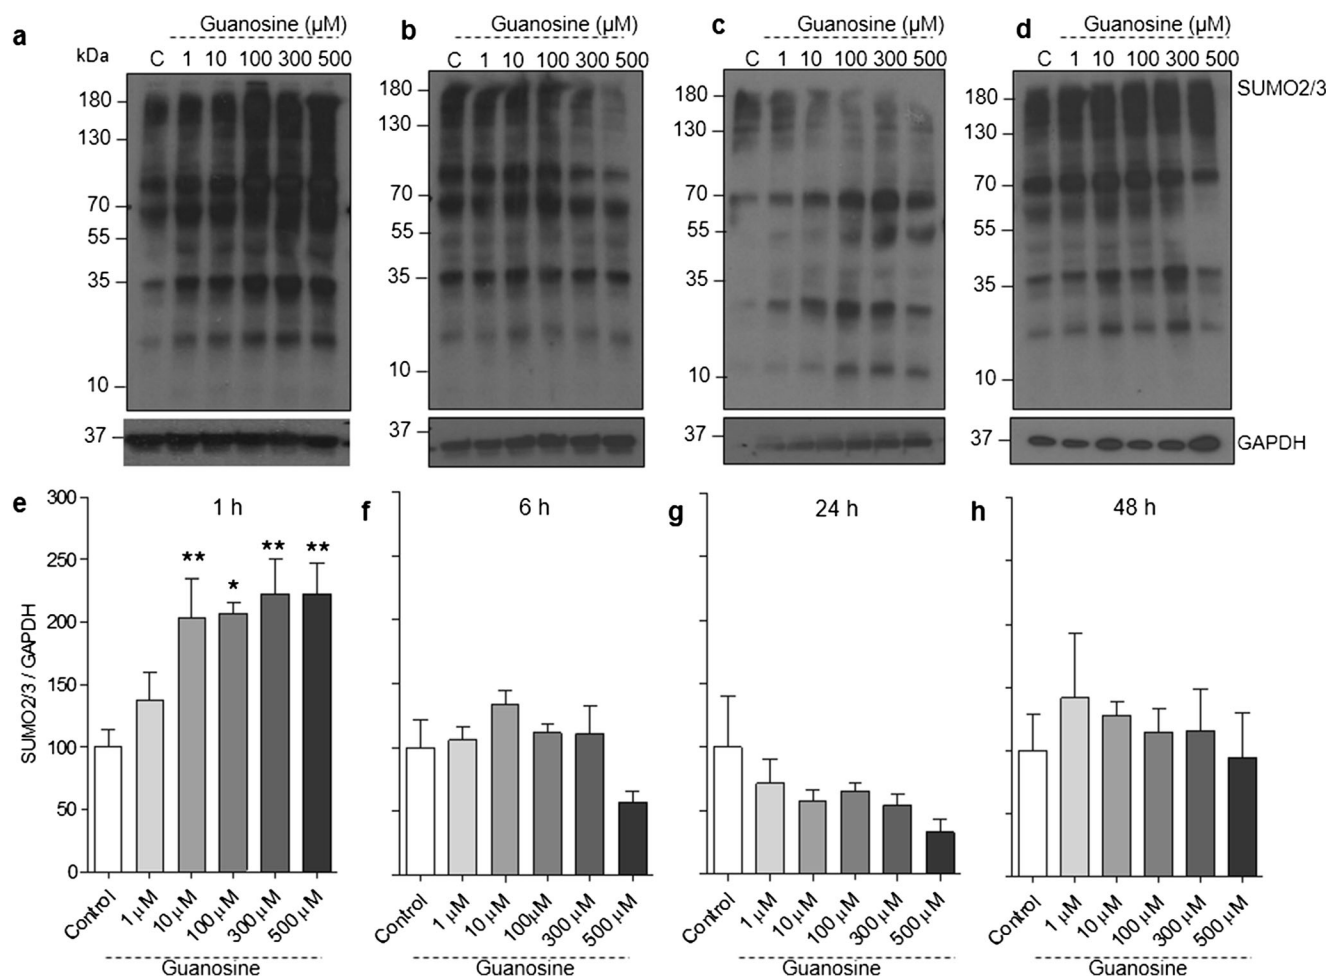 a
Guanosine (µM)
kDa
C 1 10 100 300 500
180
130
70
55
35
10
37
b
Guanosine (µM)
C 1 10 100 300 500
180
130
70
55
35
10
37
c
Guanosine (µM)
C 1 10 100 300 500
180
130
70
55
35
10
37
d
Guanosine (µM)
C 1 10 100 300 500
180
130
70
55
35
10
37
SUMO2/3
GAPDH
e
1 h
SUMO2/3 / GAPDH
300
250
200
150
100
50
0
**
*
**
**
Control
1 µM
10 µM
100 µM
300 µM
500 µM
Guanosine
f
6 h
Control
1 µM
10 µM
100µM
300 µM
500 µM
Guanosine
g
24 h
Control
1 µM
10 µM
100 µM
300 µM
500 µM
Guanosine
h
48 h
Control
1 µM
10 µM
100 µM
300 µM
500 µM
Guanosine